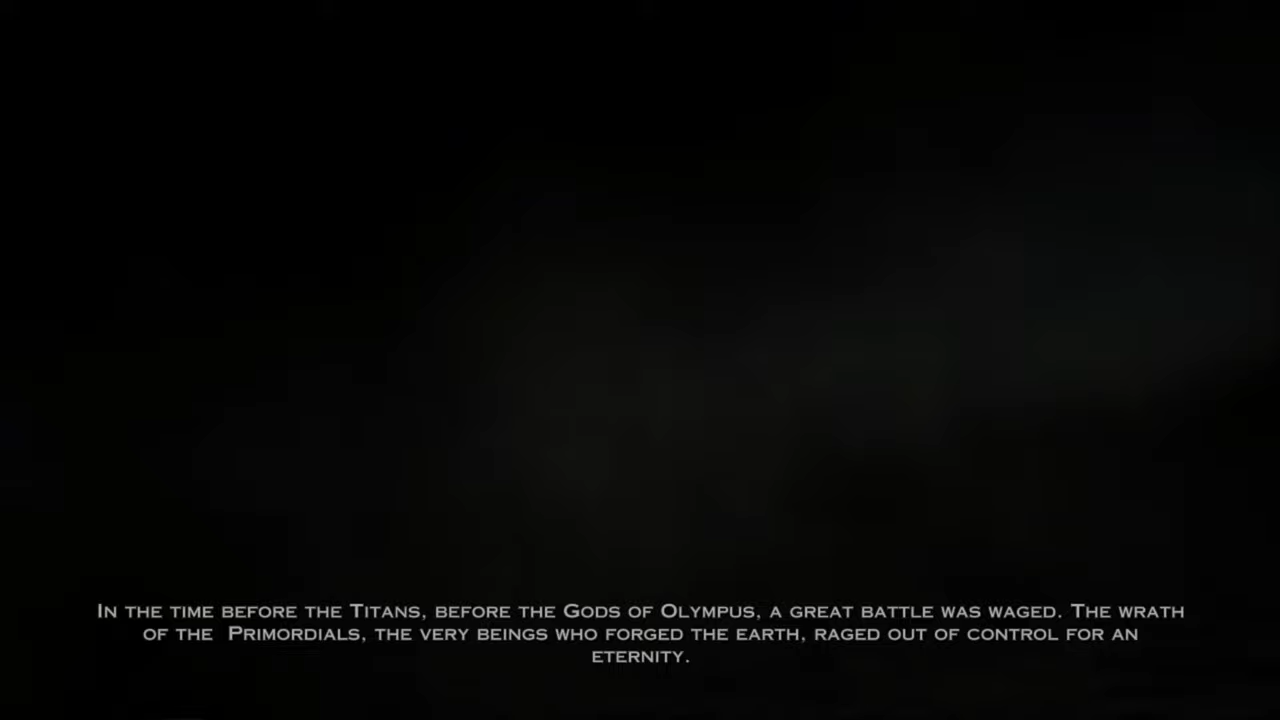 In the time before the Titans, before the Gods of Olympus, a great battle was waged. The wrath
of the  Primordials, the very beings who forged the earth, raged out of control for an
eternity.